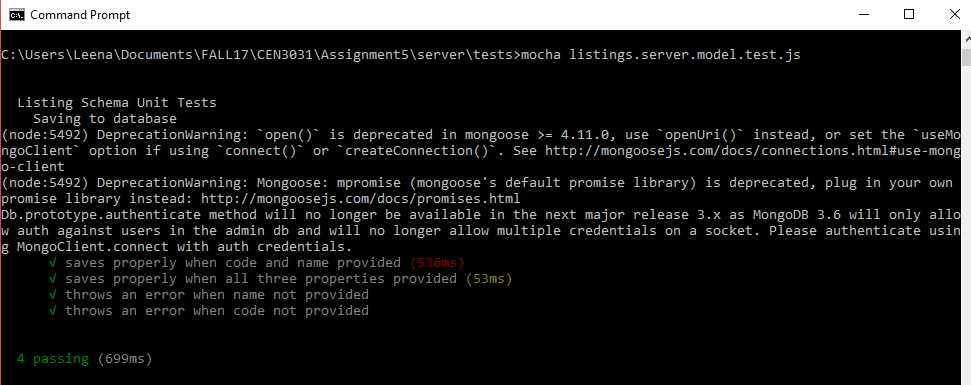 Command Prompt
C:\Users\Leena\Documents\FALL17\CEN3031\Assignment5\server\tests>mocha listings.server.model.test.js
Listing Schema Unit Tests
Saving to database
(node:5492) DeprecationWarning: `open()` is deprecated in mongoose >= 4.11.0, use `openUri()` instead, or set the `useMo
ngoClient` option if using `connect()` or `createConnection()`. See http://mongoosejs.com/docs/connections.html#use-mong
o-client
(node:5492) DeprecationWarning: Mongoose: mpromise (mongoose's default promise library) is deprecated, plug in your own
promise library instead: http://mongoosejs.com/docs/promises.html
Db.prototype.authenticate method will no longer be available in the next major release 3.x as MongoDB 3.6 will only allo
w auth against users in the admin db and will no longer allow multiple credentials on a socket. Please authenticate usin
g MongoClient.connect with auth credentials.
√ saves properly when code and name provided (536ms)
√ saves properly when all three properties provided (53ms)
√ throws an error when name not provided
√ throws an error when code not provided
4 passing (699ms)